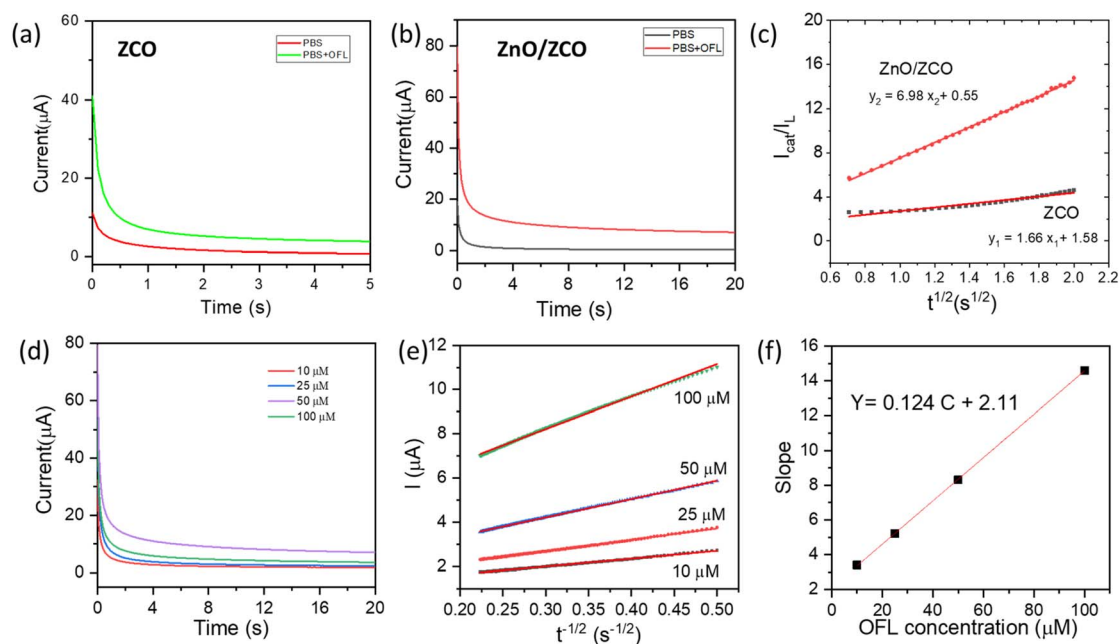 (a)
ZCO
PBS
PBS+OFL
60
40
20
0
Current(μA)
0 1 2 3 4 5
Time (s)
(b)
ZnO/ZCO
PBS
PBS+OFL
80
60
40
20
0
Current(μA)
0 4 8 12 16 20
Time (s)
(c)
ZnO/ZCO
y₂ = 6.98 x₂+ 0.55
ZCO
y₁ = 1.66 x₁+ 1.58
20
16
12
8
4
0
I_cat/I_L
0.6 0.8 1.0 1.2 1.4 1.6 1.8 2.0 2.2
t^1/2(s^1/2)
(d)
10 μM
25 μM
50 μM
100 μM
80
60
40
20
0
Current(μA)
0 4 8 12 16 20
Time (s)
(e)
100 μM
50 μM
25 μM
10 μM
12
10
8
6
4
2
I (μA)
0.20 0.25 0.30 0.35 0.40 0.45 0.50
t^-1/2 (s^-1/2)
(f)
Y= 0.124 C + 2.11
16
14
12
10
8
6
4
2
Slope
0 20 40 60 80 100
OFL concentration (μM)